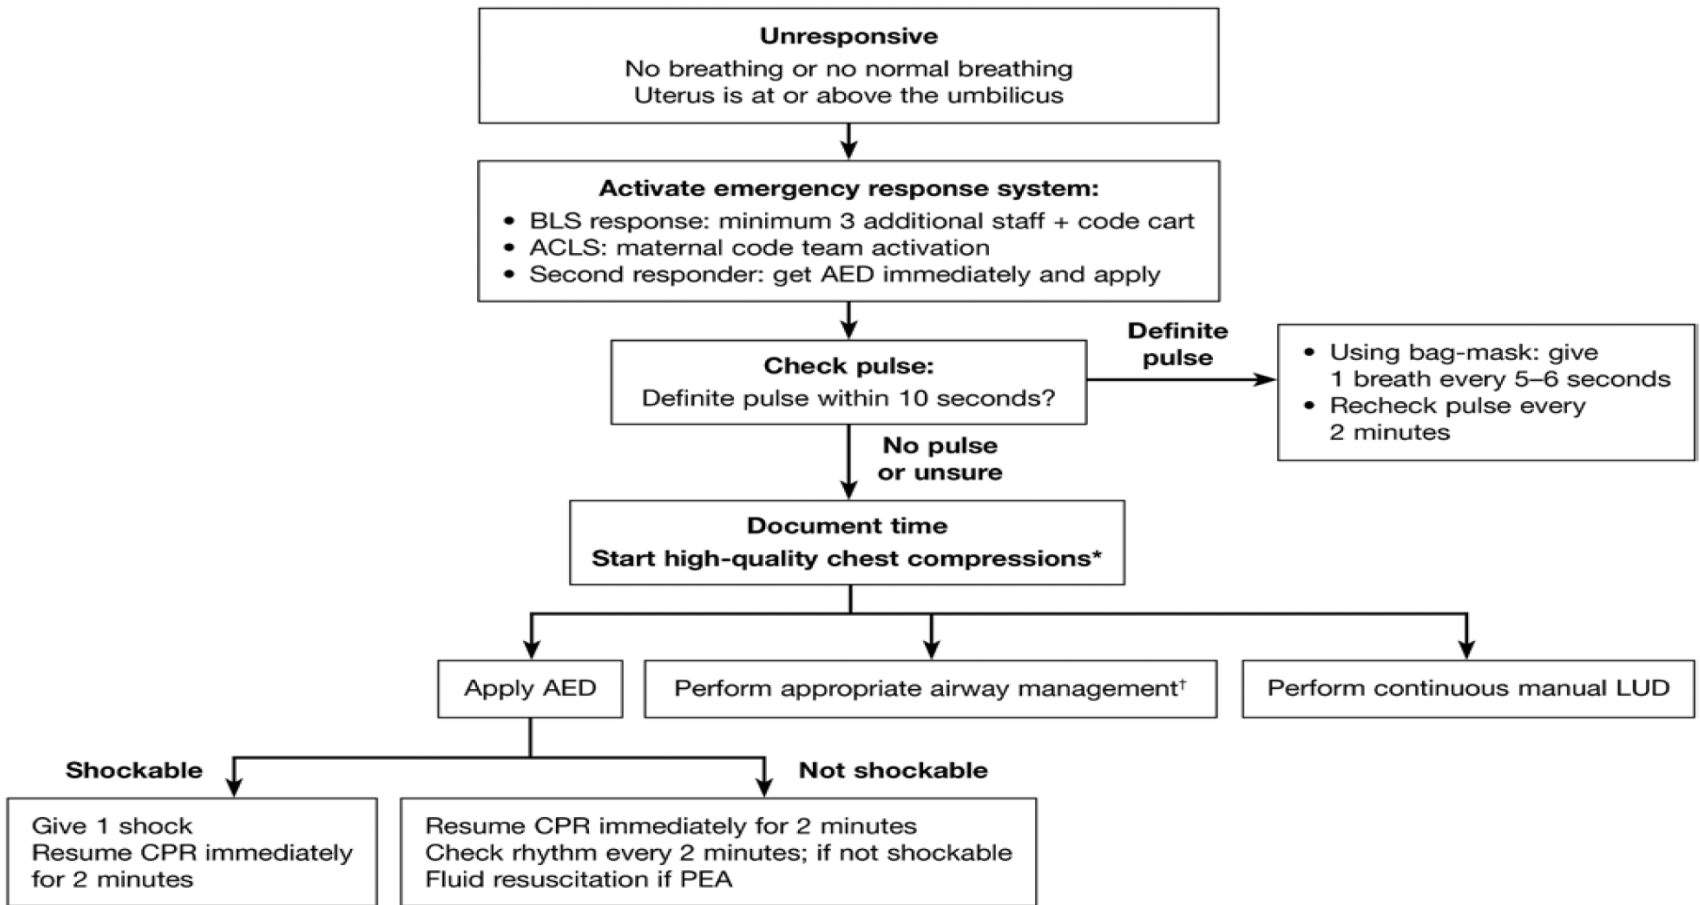 Unresponsive
No breathing or no normal breathing
Uterus is at or above the umbilicus
Activate emergency response system:
• BLS response: minimum 3 additional staff + code cart
• ACLS: maternal code team activation
• Second responder: get AED immediately and apply
Check pulse:
Definite pulse within 10 seconds?
Definite
pulse
• Using bag-mask: give
1 breath every 5–6 seconds
• Recheck pulse every
2 minutes
No pulse
or unsure
Document time
Start high-quality chest compressions*
Apply AED
Perform appropriate airway management†
Perform continuous manual LUD
Shockable
Not shockable
Give 1 shock
Resume CPR immediately
for 2 minutes
Resume CPR immediately for 2 minutes
Check rhythm every 2 minutes; if not shockable
Fluid resuscitation if PEA